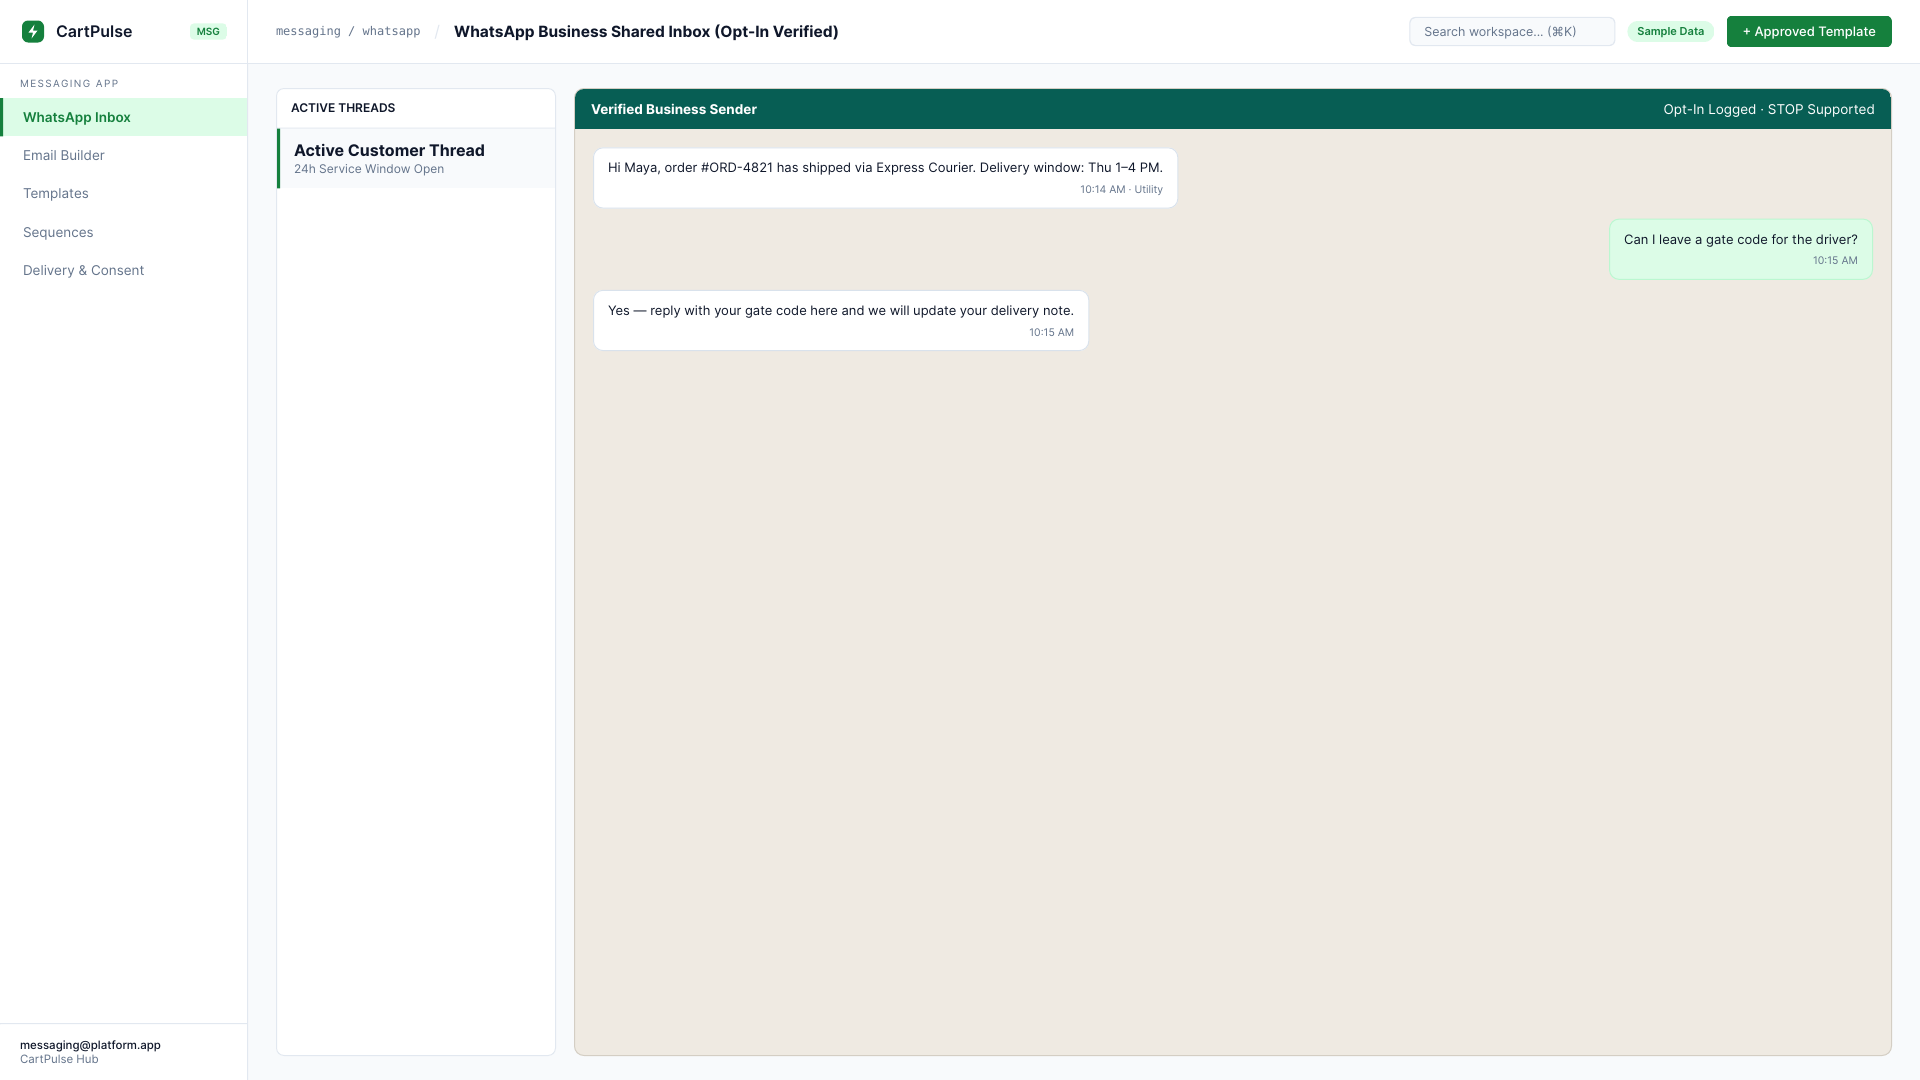 CartPulse
MSG
MESSAGING APP
WhatsApp Inbox
Email Builder
Templates
Sequences
Delivery & Consent
messaging@platform.app
CartPulse Hub
messaging / whatsapp / WhatsApp Business Shared Inbox (Opt-In Verified)
Search workspace... (⌘K)
Sample Data
+ Approved Template
ACTIVE THREADS
Active Customer Thread
24h Service Window Open
Verified Business Sender
Opt-In Logged · STOP Supported
Hi Maya, order #ORD-4821 has shipped via Express Courier. Delivery window: Thu 1–4 PM.
10:14 AM · Utility
Can I leave a gate code for the driver?
10:15 AM
Yes — reply with your gate code here and we will update your delivery note.
10:15 AM